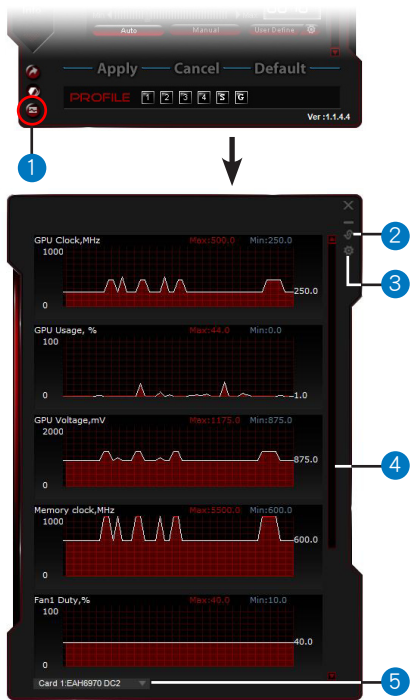 Auto Manual User Define
Apply Cancel Default
PROFILE 1 2 3 4 S G
Ver :1.1.4.4
1
2
3
GPU Clock,MHz Max:500.0 Min:250.0
1000
250.0
0
GPU Usage, % Max:44.0 Min:0.0
100
1.0
0
GPU Voltage,mV Max:1175.0 Min:875.0
2000
875.0
4
0
Memory clock,MHz Max:5500.0 Min:600.0
1000
600.0
0
Fan1 Duty,% Max:40.0 Min:10.0
100
40.0
0
Card 1:EAH6970 DC2
5